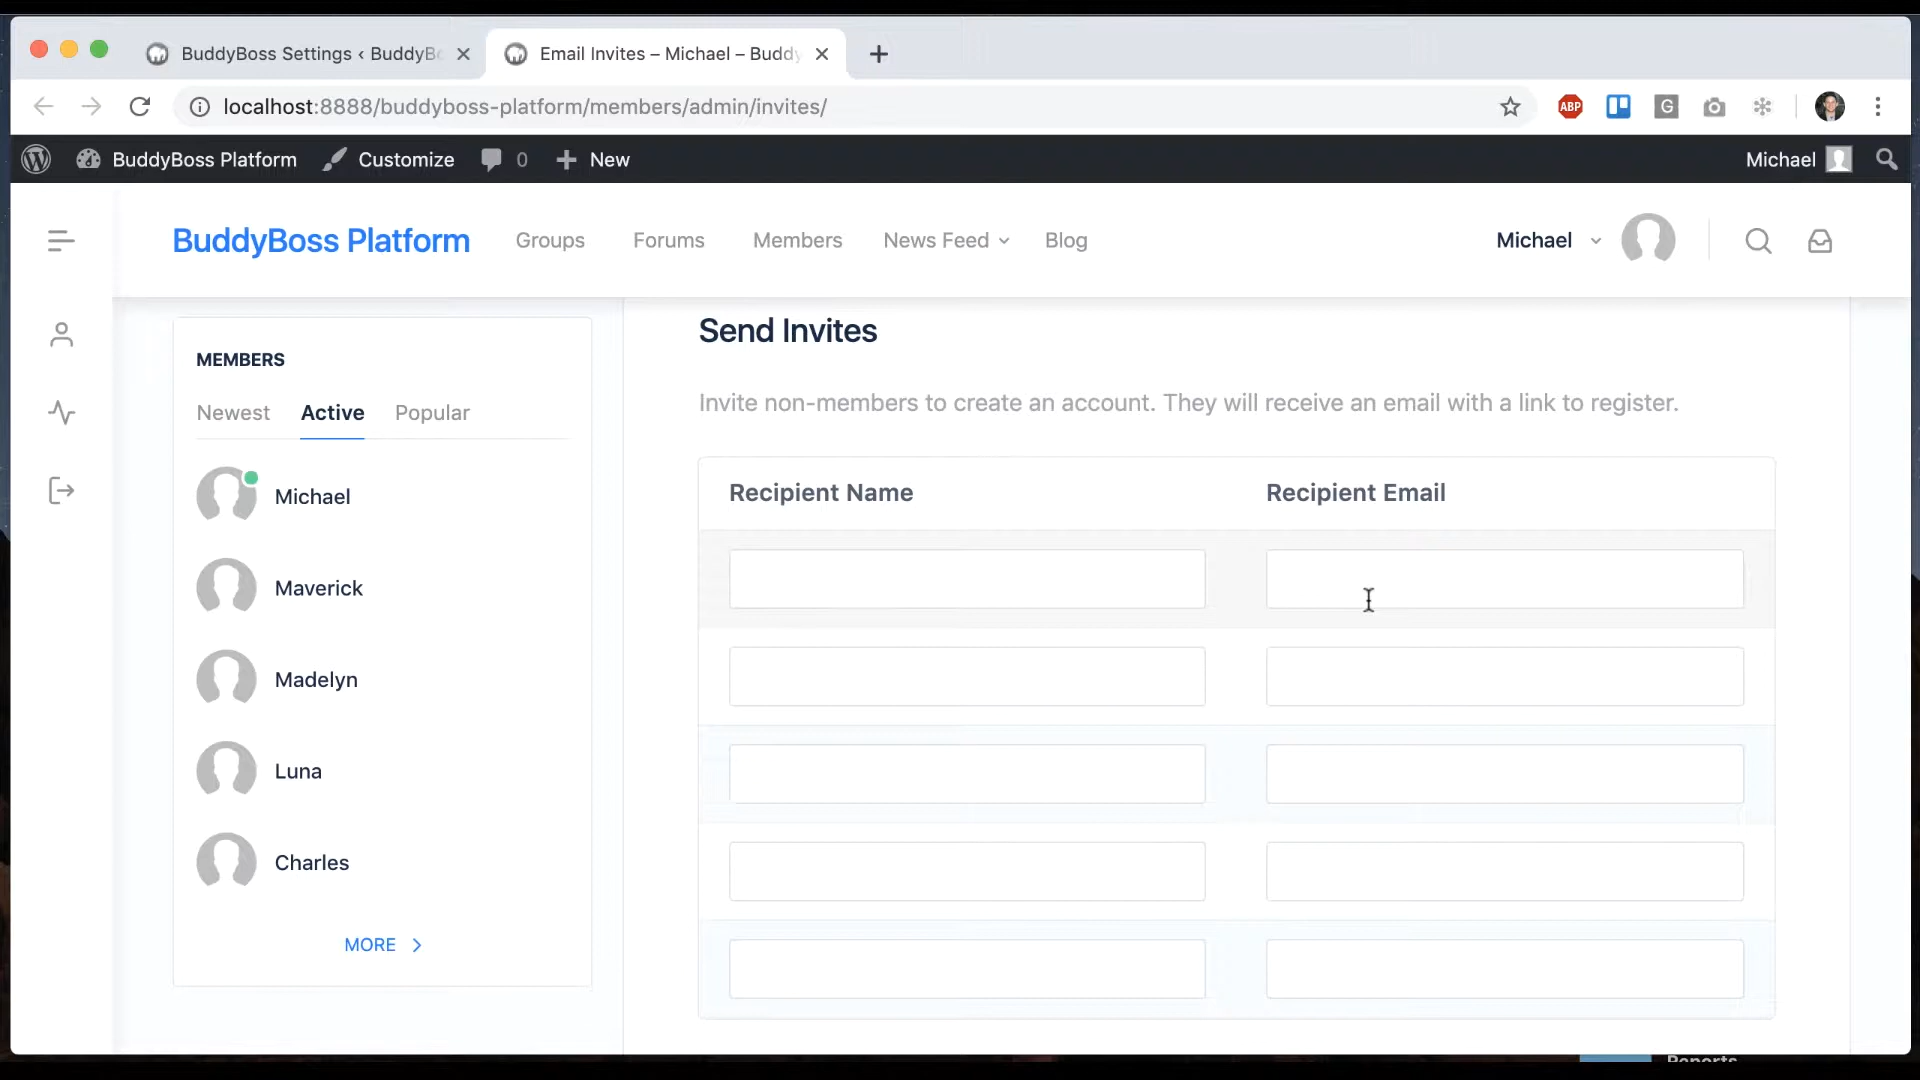 BuddyBoss Settings ‹ BuddyBo
Email Invites – Michael – Buddy
localhost:8888/buddyboss-platform/members/admin/invites/
ABP
G
BuddyBoss Platform
Customize
0
New
Michael
BuddyBoss Platform
Groups
Forums
Members
News Feed
Blog
Michael
MEMBERS
Newest
Active
Popular
Michael
Maverick
Madelyn
Luna
Charles
MORE
Send Invites
Invite non-members to create an account. They will receive an email with a link to register.
Recipient Name
Recipient Email
Reports